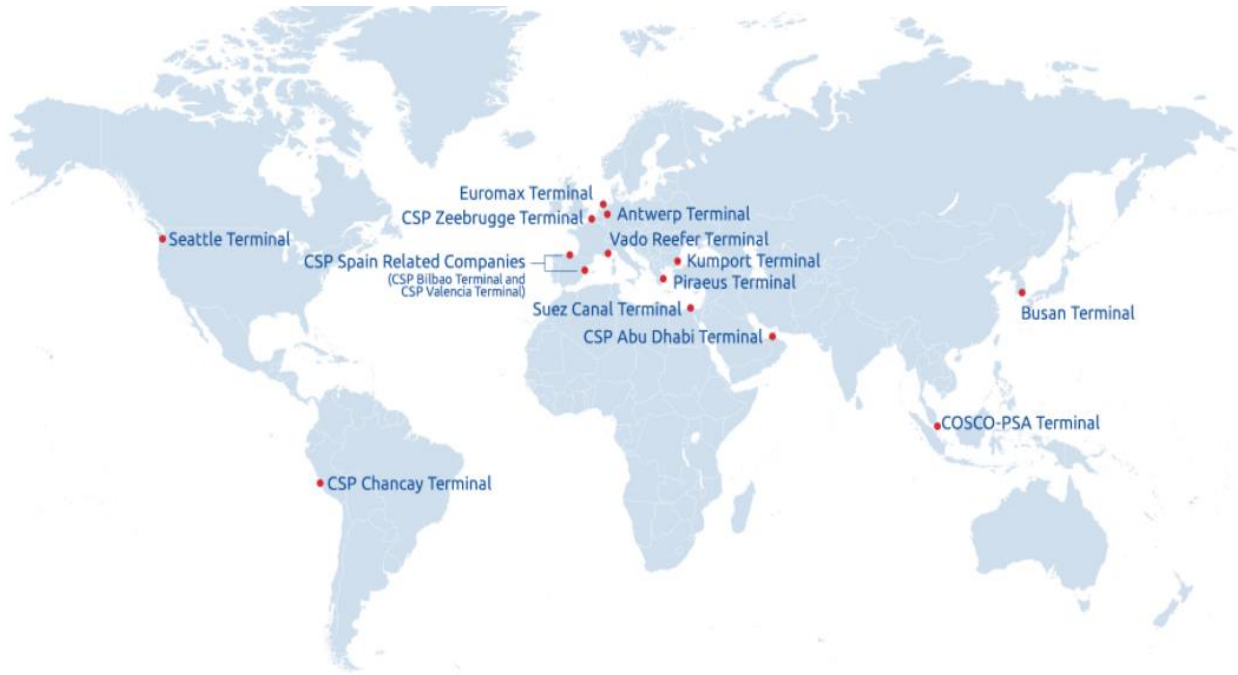 Euromax Terminal
CSP Zeebrugge Terminal
Antwerp Terminal
Seattle Terminal
Vado Reefer Terminal
CSP Spain Related Companies
(CSP Bilbao Terminal and
CSP Valencia Terminal)
Kumport Terminal
Piraeus Terminal
Suez Canal Terminal
Busan Terminal
CSP Abu Dhabi Terminal
COSCO-PSA Terminal
CSP Chancay Terminal